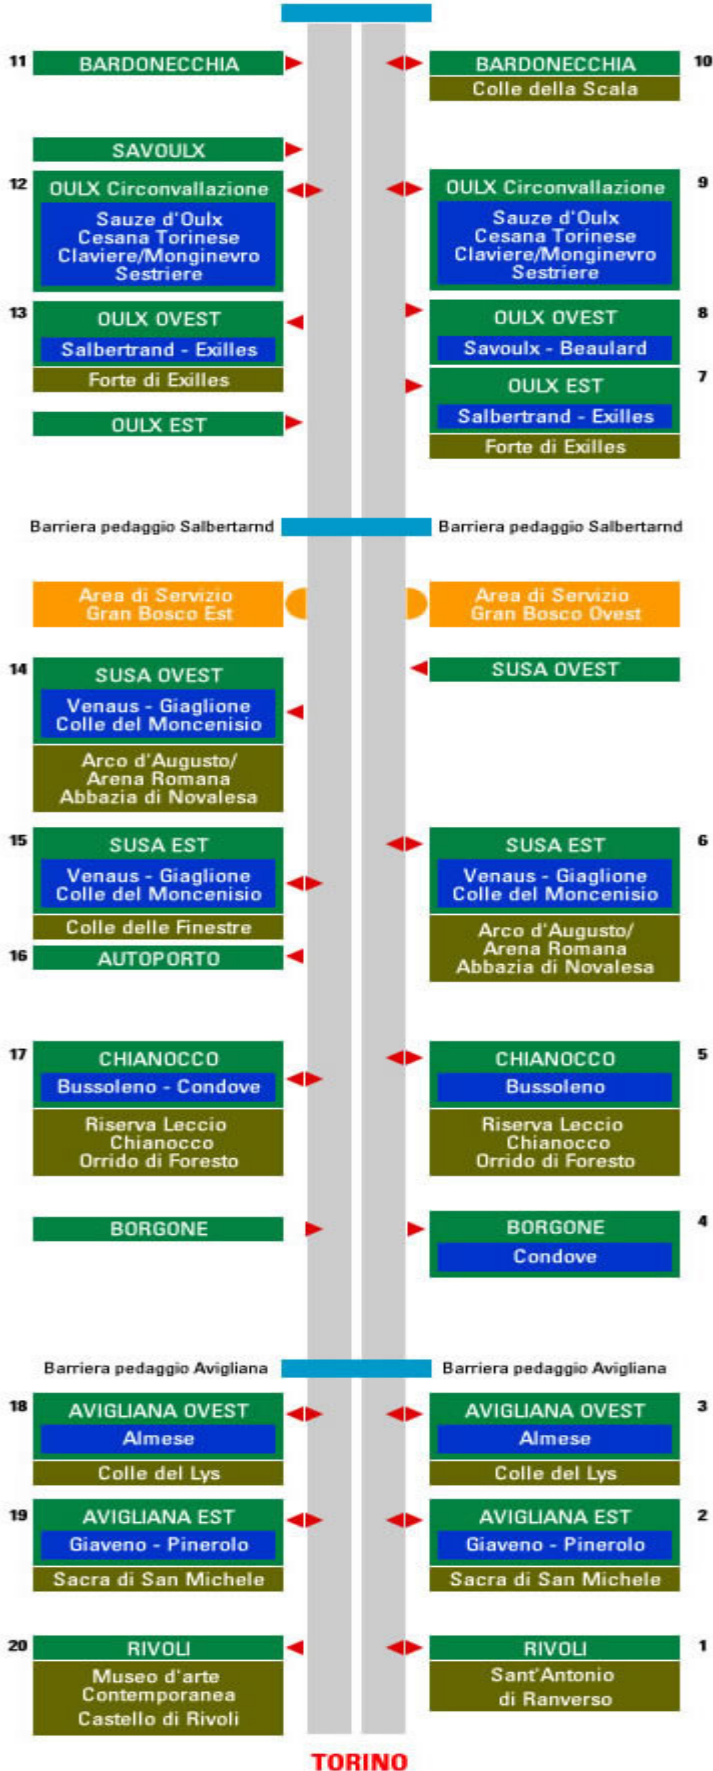 11 BARDONECCHIA
BARDONECCHIA 10
Colle della Scala
SAVOULX
12 OULX Circonvallazione
Sauze d'Oulx
Cesana Torinese
Claviere/Monginevro
Sestriere
OULX Circonvallazione 9
Sauze d'Oulx
Cesana Torinese
Claviere/Monginevro
Sestriere
13 OULX OVEST
Salbertrand - Exilles
Forte di Exilles
OULX OVEST 8
Savoulx - Beaulard
OULX EST
OULX EST 7
Salbertrand - Exilles
Forte di Exilles
Barriera pedaggio Salbertarnd
Barriera pedaggio Salbertarnd
Area di Servizio
Gran Bosco Est
Area di Servizio
Gran Bosco Ovest
14 SUSA OVEST
Venaus - Giaglione
Colle del Moncenisio
Arco d'Augusto/
Arena Romana
Abbazia di Novalesa
SUSA OVEST
15 SUSA EST
Venaus - Giaglione
Colle del Moncenisio
Colle delle Finestre
SUSA EST 6
Venaus - Giaglione
Colle del Moncenisio
Arco d'Augusto/
Arena Romana
Abbazia di Novalesa
16 AUTOPORTO
17 CHIANOCCO
Bussoleno - Condove
Riserva Leccio
Chianocco
Orrido di Foresto
CHIANOCCO 5
Bussoleno
Riserva Leccio
Chianocco
Orrido di Foresto
BORGONE
BORGONE 4
Condove
Barriera pedaggio Avigliana
Barriera pedaggio Avigliana
18 AVIGLIANA OVEST
Almese
Colle del Lys
AVIGLIANA OVEST 3
Almese
Colle del Lys
19 AVIGLIANA EST
Giaveno - Pinerolo
Sacra di San Michele
AVIGLIANA EST 2
Giaveno - Pinerolo
Sacra di San Michele
20 RIVOLI
Museo d'arte
Contemporanea
Castello di Rivoli
RIVOLI 1
Sant'Antonio
di Ranverso
TORINO